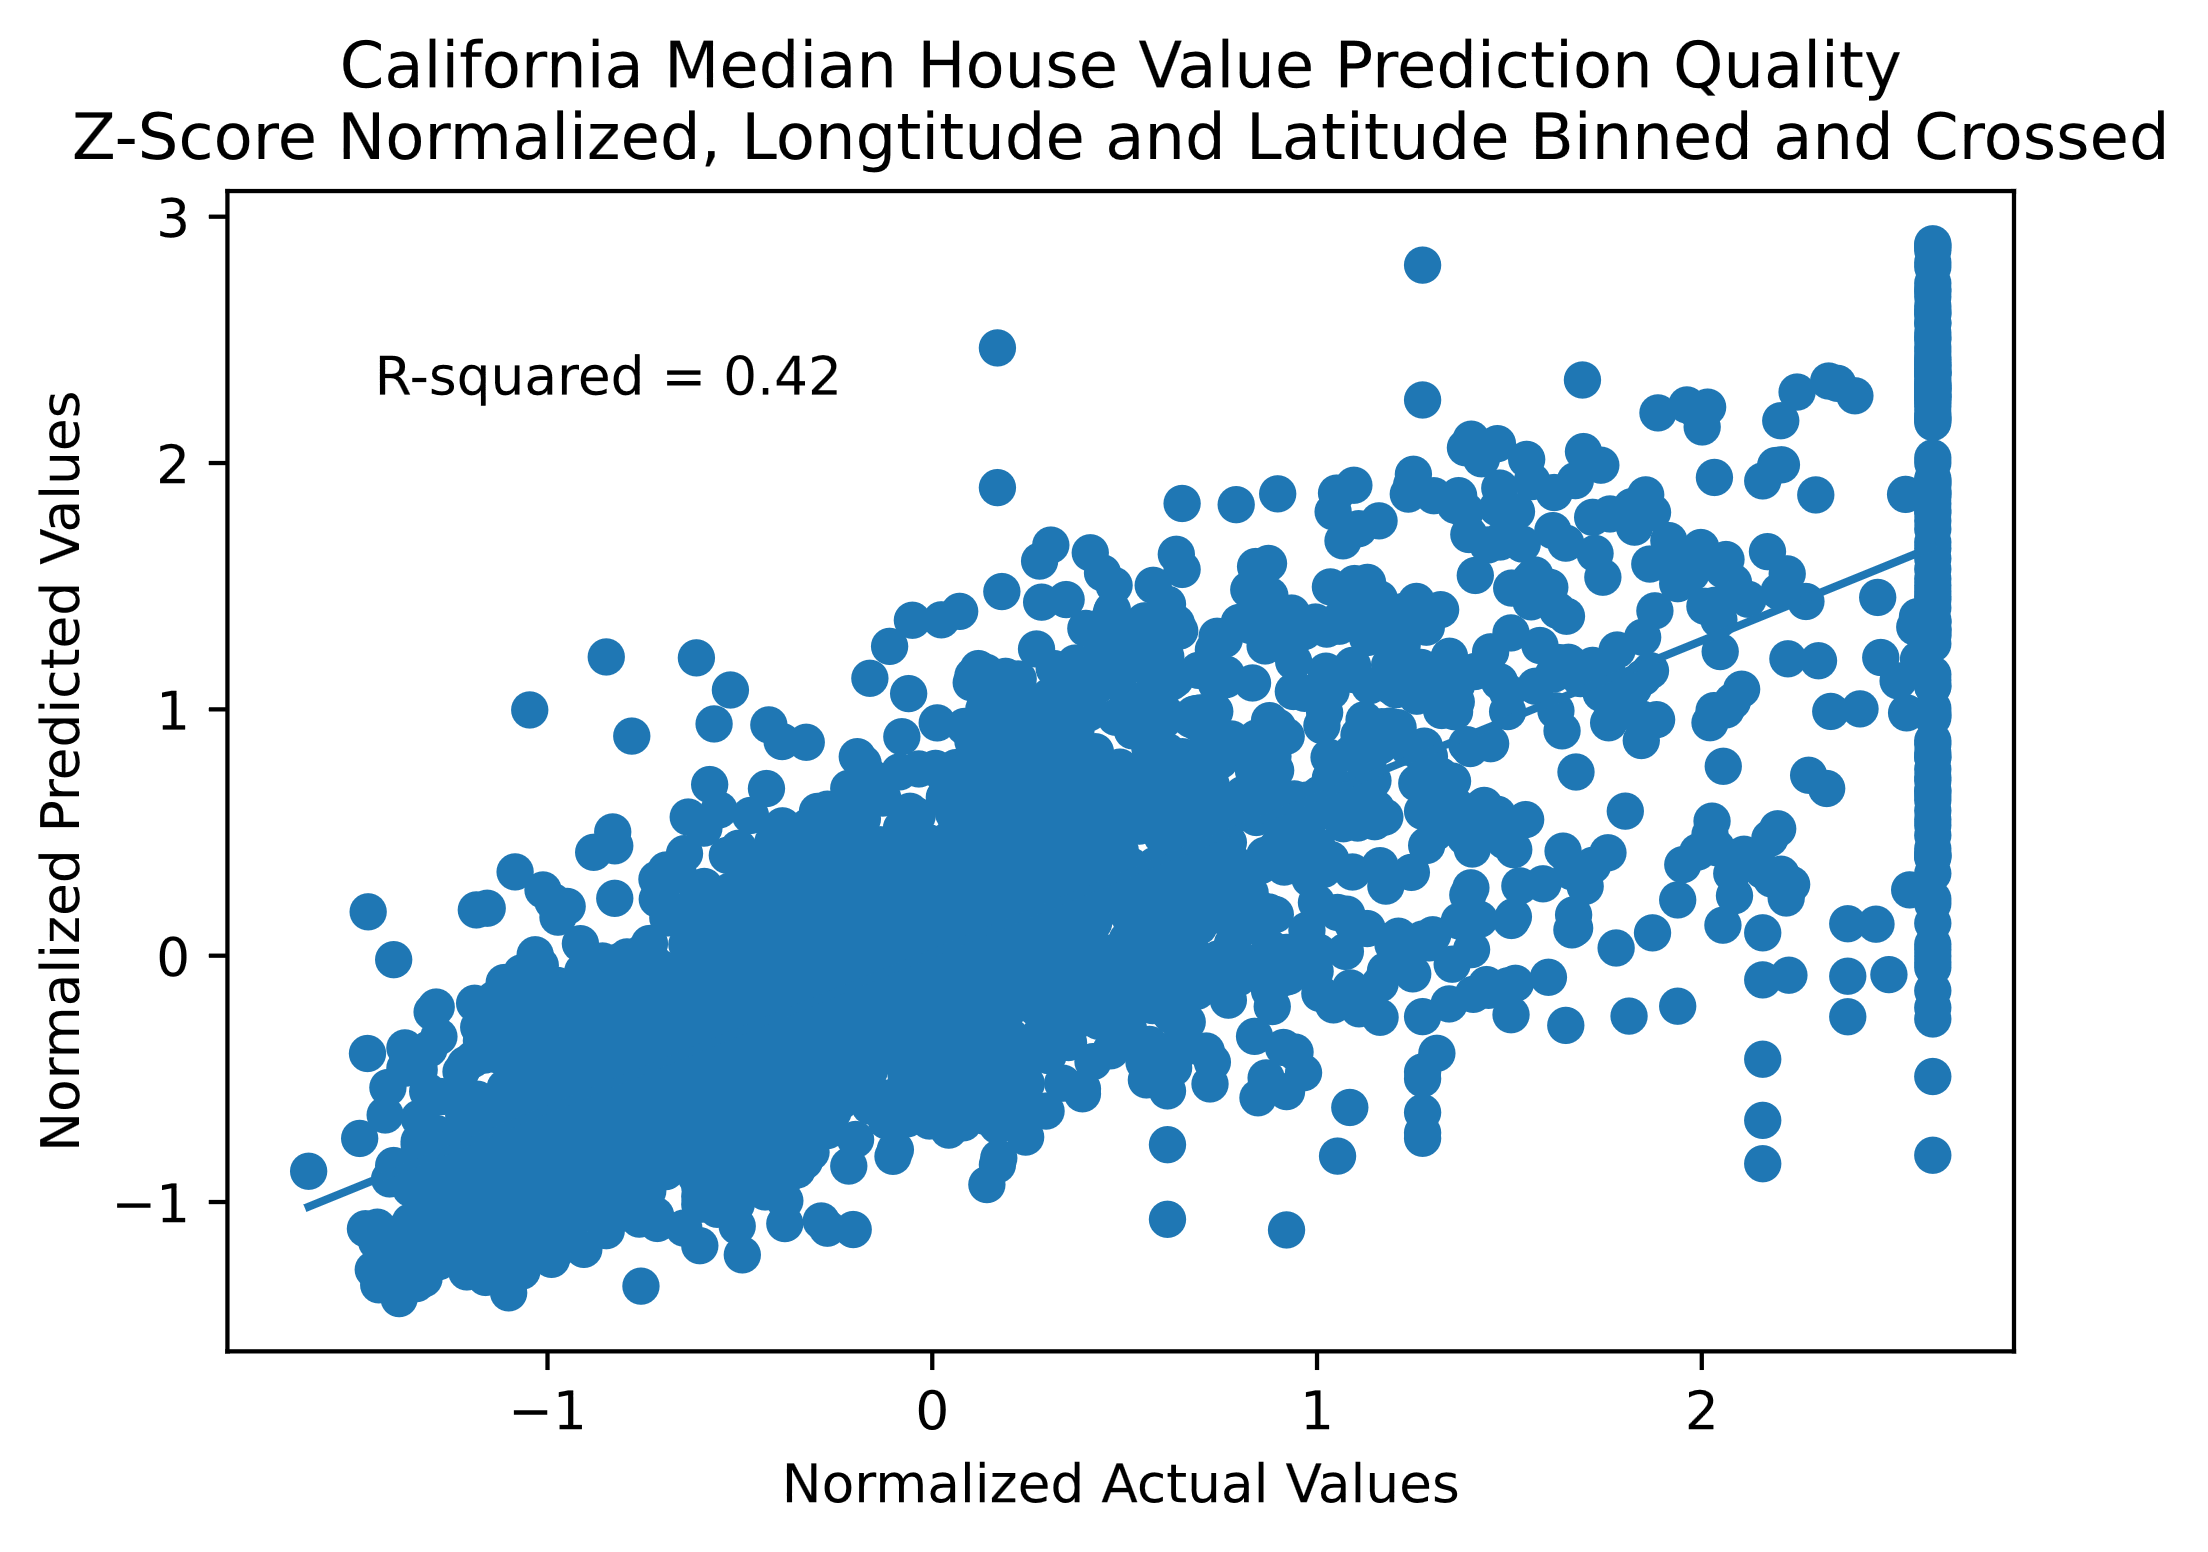 California Median House Value Prediction Quality
Z-Score Normalized, Longtitude and Latitude Binned and Crossed
R-squared = 0.42
Normalized Predicted Values
3
2
1
0
−1
−1 0 1 2
Normalized Actual Values